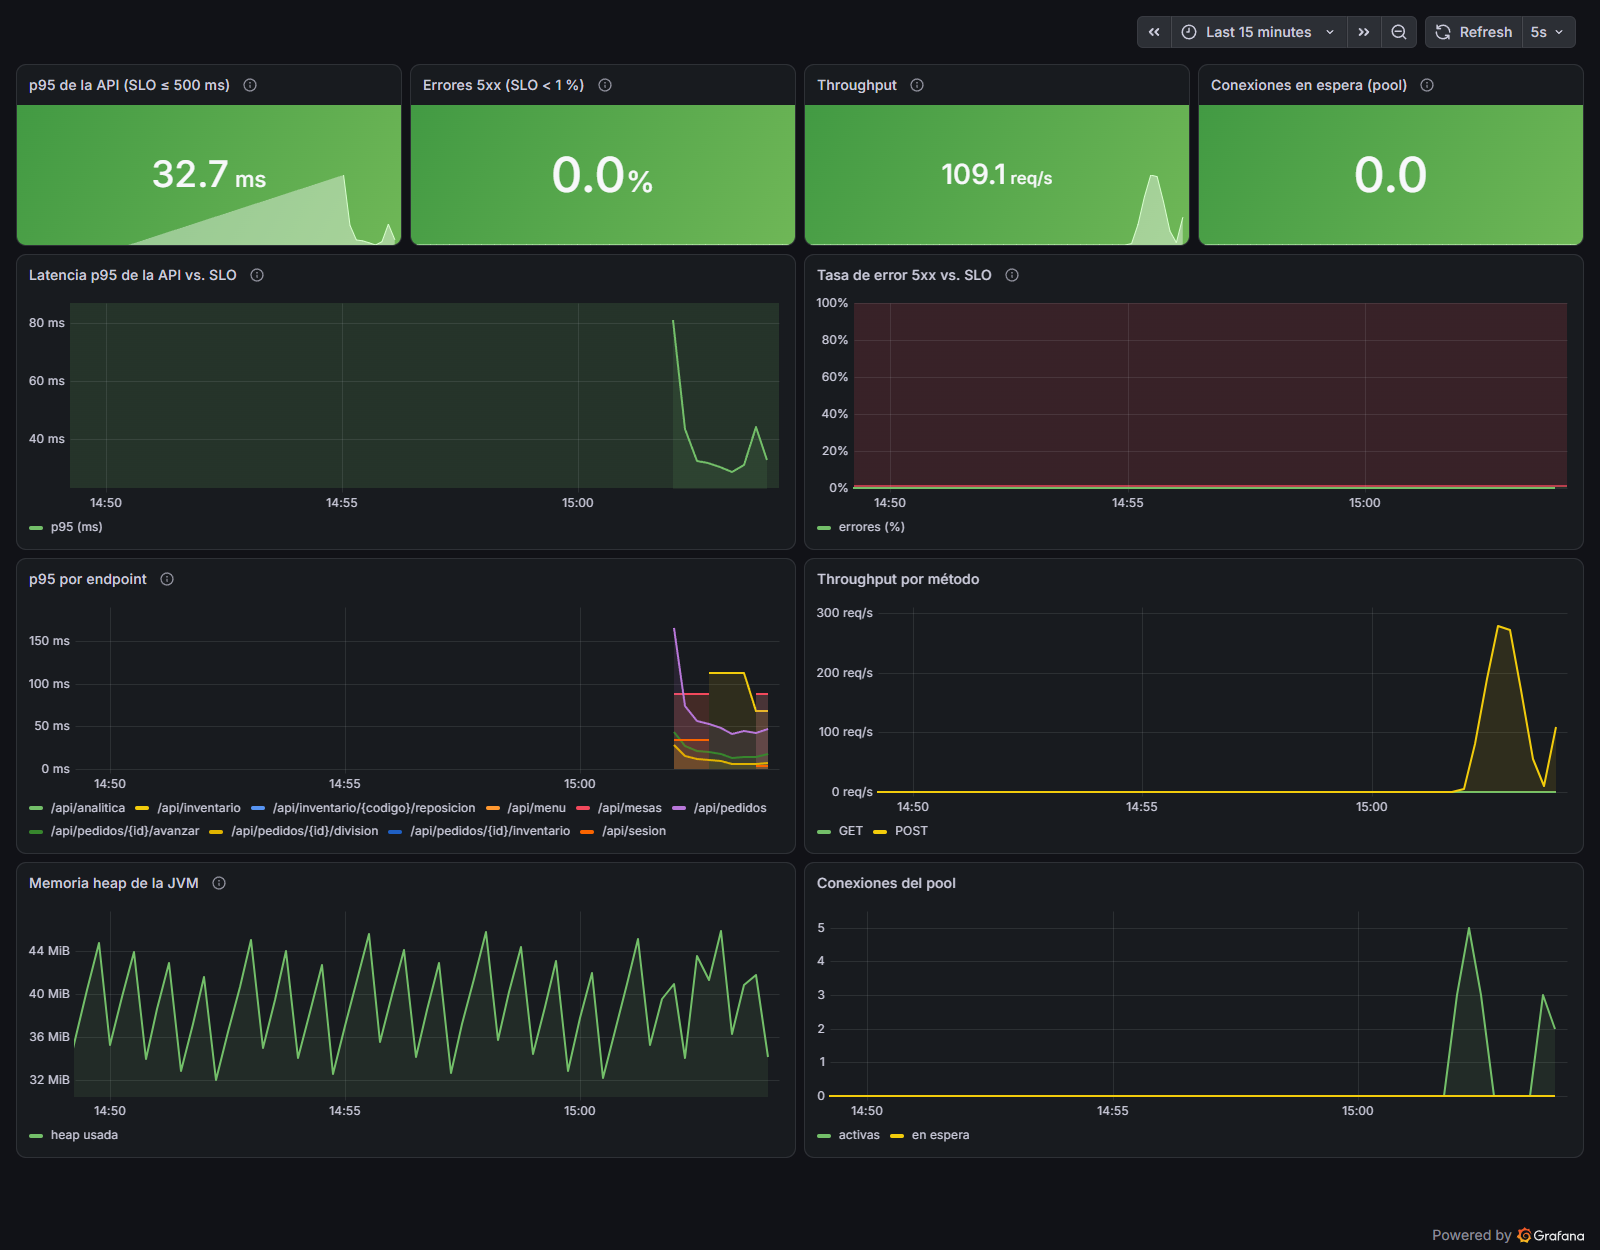 Last 15 minutes
Refresh
5s
p95 de la API (SLO ≤ 500 ms)
32.7 ms
Errores 5xx (SLO < 1 %)
0.0%
Throughput
109.1 req/s
Conexiones en espera (pool)
0.0
Latencia p95 de la API vs. SLO
80 ms
60 ms
40 ms
14:50 14:55 15:00
p95 (ms)
Tasa de error 5xx vs. SLO
100%
80%
60%
40%
20%
0%
14:50 14:55 15:00
errores (%)
p95 por endpoint
150 ms
100 ms
50 ms
0 ms
14:50 14:55 15:00
/api/analitica /api/inventario /api/inventario/{codigo}/reposicion /api/menu /api/mesas /api/pedidos
/api/pedidos/{id}/avanzar /api/pedidos/{id}/division /api/pedidos/{id}/inventario /api/sesion
Throughput por método
300 req/s
200 req/s
100 req/s
0 req/s
14:50 14:55 15:00
GET POST
Memoria heap de la JVM
44 MiB
40 MiB
36 MiB
32 MiB
14:50 14:55 15:00
heap usada
Conexiones del pool
5
4
3
2
1
0
14:50 14:55 15:00
activas en espera
Powered by Grafana